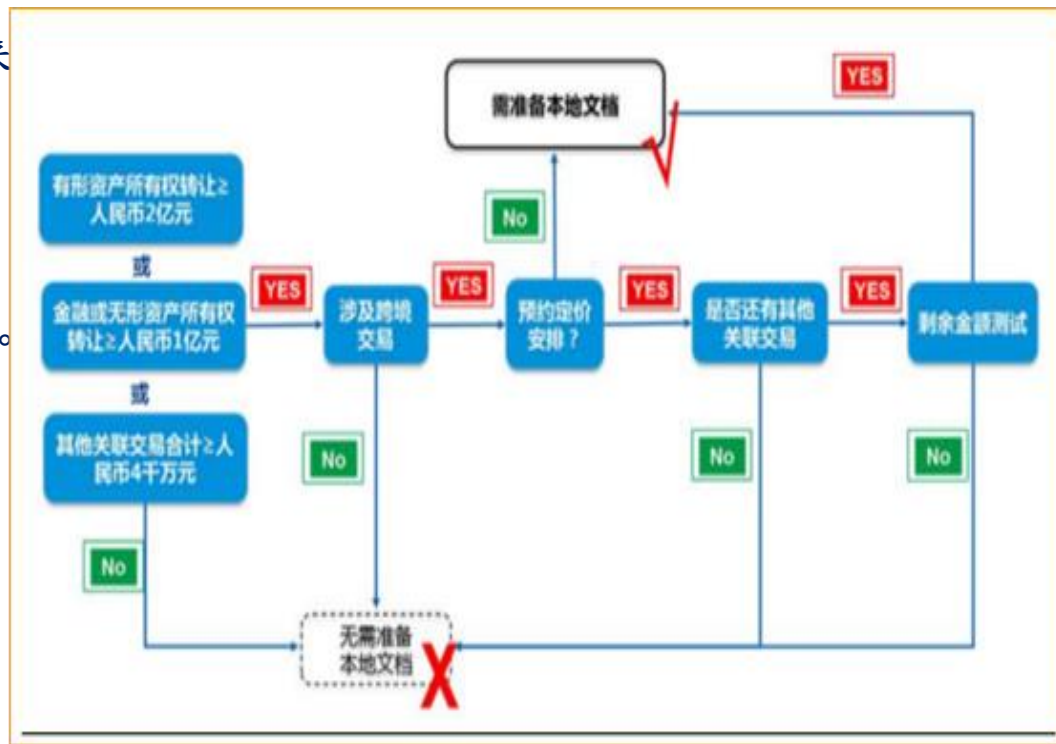 YES
需准备本地文档
有形资产所有权转让≥
人民币2亿元
No
或
YES
YES
YES
YES
金融或无形资产所有权
转让≥人民币1亿元
涉及跨境
交易
预约定价
安排？
是否还有其他
关联交易
剩余金额测试
。
或
其他关联交易合计≥人
民币4千万元
No
No
No
No
无需准备
本地文档